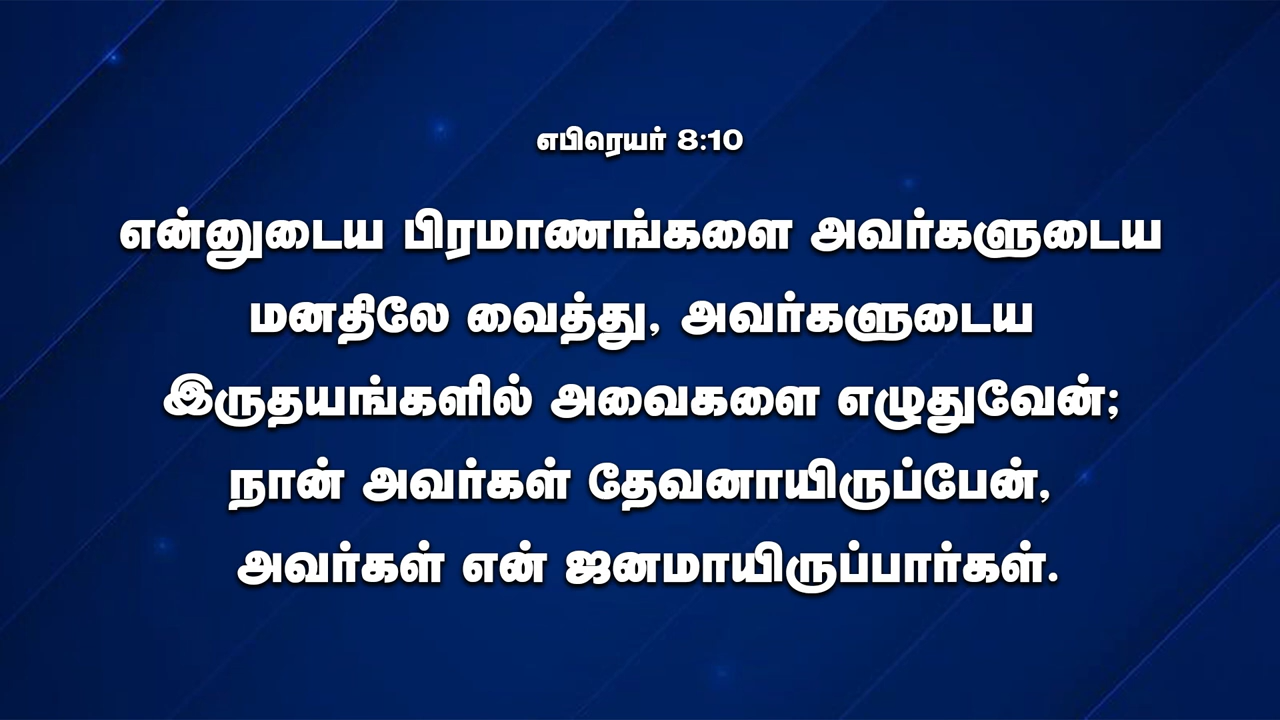 எபிரெயர் 8:10
என்னுடைய பிரமாணங்களை அவர்களுடைய
மனதிலே வைத்து, அவர்களுடைய
இருதயங்களில் அவைகளை எழுதுவேன்;
நான் அவர்கள் தேவனாயிருப்பேன்,
அவர்கள் என் ஜனமாயிருப்பார்கள்.